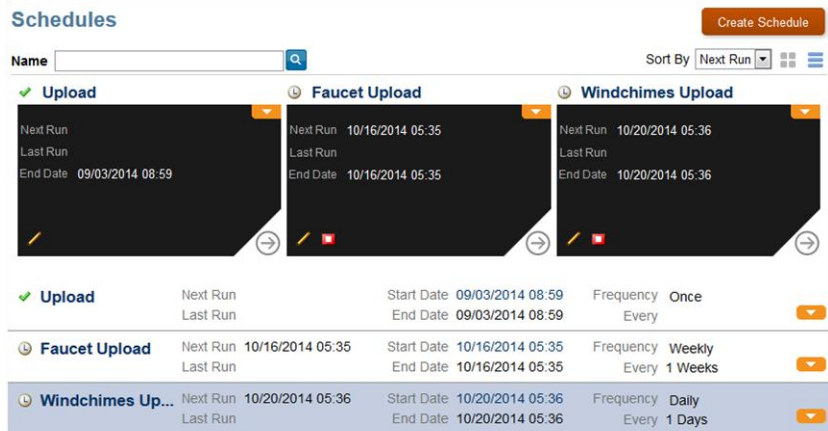 Schedules
Create Schedule
Name
Sort By Next Run
Upload
Faucet Upload
Windchimes Upload
Next Run
Last Run
End Date 09/03/2014 08:59
Next Run 10/16/2014 05:35
Last Run
End Date 10/16/2014 05:35
Next Run 10/20/2014 05:36
Last Run
End Date 10/20/2014 05:36
Upload Next Run Start Date 09/03/2014 08:59 Frequency Once
Last Run End Date 09/03/2014 08:59 Every
Faucet Upload Next Run 10/16/2014 05:35 Start Date 10/16/2014 05:35 Frequency Weekly
Last Run End Date 10/16/2014 05:35 Every 1 Weeks
Windchimes Up... Next Run 10/20/2014 05:36 Start Date 10/20/2014 05:36 Frequency Daily
Last Run End Date 10/20/2014 05:36 Every 1 Days